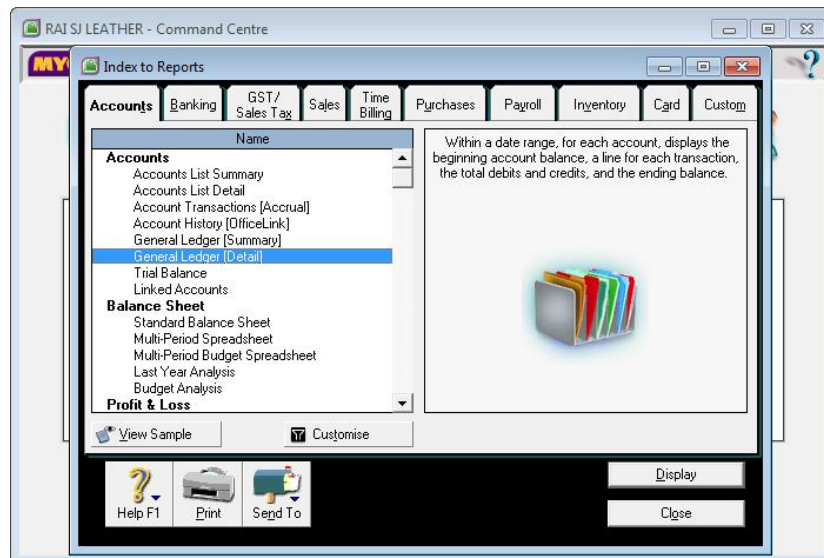 RAI SJ LEATHER - Command Centre
MY
Index to Reports
Accounts
Banking
GST/
Sales Tax
Sales
Time
Billing
Purchases
Payroll
Inventory
Card
Custom
Name
Accounts
Accounts List Summary
Accounts List Detail
Account Transactions [Accrual]
Account History [OfficeLink]
General Ledger [Summary]
General Ledger [Detail]
Trial Balance
Linked Accounts
Balance Sheet
Standard Balance Sheet
Multi-Period Spreadsheet
Multi-Period Budget Spreadsheet
Last Year Analysis
Budget Analysis
Profit & Loss
Within a date range, for each account, displays the
beginning account balance, a line for each transaction,
the total debits and credits, and the ending balance.
View Sample
Customise
Help F1
Print
Send To
Display
Close